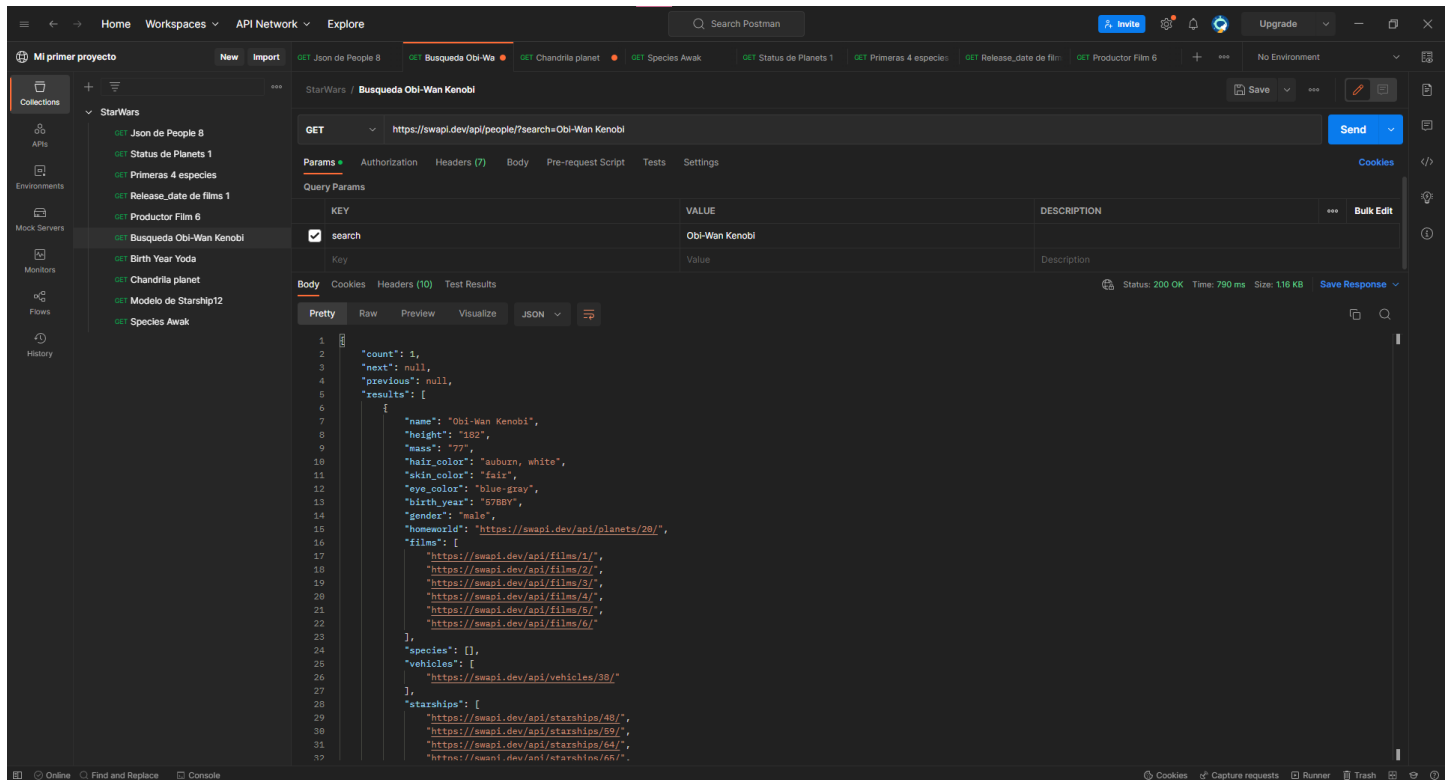 Home Workspaces API Network Explore Search Postman Invite Upgrade
Mi primer proyecto New Import GET Json de People 8 GET Busqueda Obi-Wa GET Chandrila planet GET Species Awak GET Status de Planets 1 GET Primeras 4 especies GET Release_date de film GET Productor Film 6 No Environment
Collections
APIs
Environments
Mock Servers
Monitors
Flows
History
StarWars
GET Json de People 8
GET Status de Planets 1
GET Primeras 4 especies
GET Release_date de films 1
GET Productor Film 6
GET Busqueda Obi-Wan Kenobi
GET Birth Year Yoda
GET Chandrila planet
GET Modelo de Starship12
GET Species Awak
StarWars / Busqueda Obi-Wan Kenobi Save
GET https://swapi.dev/api/people/?search=Obi-Wan Kenobi Send
Params Authorization Headers (7) Body Pre-request Script Tests Settings Cookies
Query Params
KEY VALUE DESCRIPTION Bulk Edit
search Obi-Wan Kenobi
Key Value Description
Body Cookies Headers (10) Test Results Status: 200 OK Time: 790 ms Size: 1.16 KB Save Response
Pretty Raw Preview Visualize JSON
1 {
2 "count": 1,
3 "next": null,
4 "previous": null,
5 "results": [
6 {
7 "name": "Obi-Wan Kenobi",
8 "height": "182",
9 "mass": "77",
10 "hair_color": "auburn, white",
11 "skin_color": "fair",
12 "eye_color": "blue-gray",
13 "birth_year": "57BBY",
14 "gender": "male",
15 "homeworld": "https://swapi.dev/api/planets/20/",
16 "films": [
17 "https://swapi.dev/api/films/1/",
18 "https://swapi.dev/api/films/2/",
19 "https://swapi.dev/api/films/3/",
20 "https://swapi.dev/api/films/4/",
21 "https://swapi.dev/api/films/5/",
22 "https://swapi.dev/api/films/6/"
23 ],
24 "species": [],
25 "vehicles": [
26 "https://swapi.dev/api/vehicles/38/"
27 ],
28 "starships": [
29 "https://swapi.dev/api/starships/48/",
30 "https://swapi.dev/api/starships/59/",
31 "https://swapi.dev/api/starships/64/",
32 "https://swapi.dev/api/starships/65/",
Online Find and Replace Console Cookies Capture requests Runner Trash